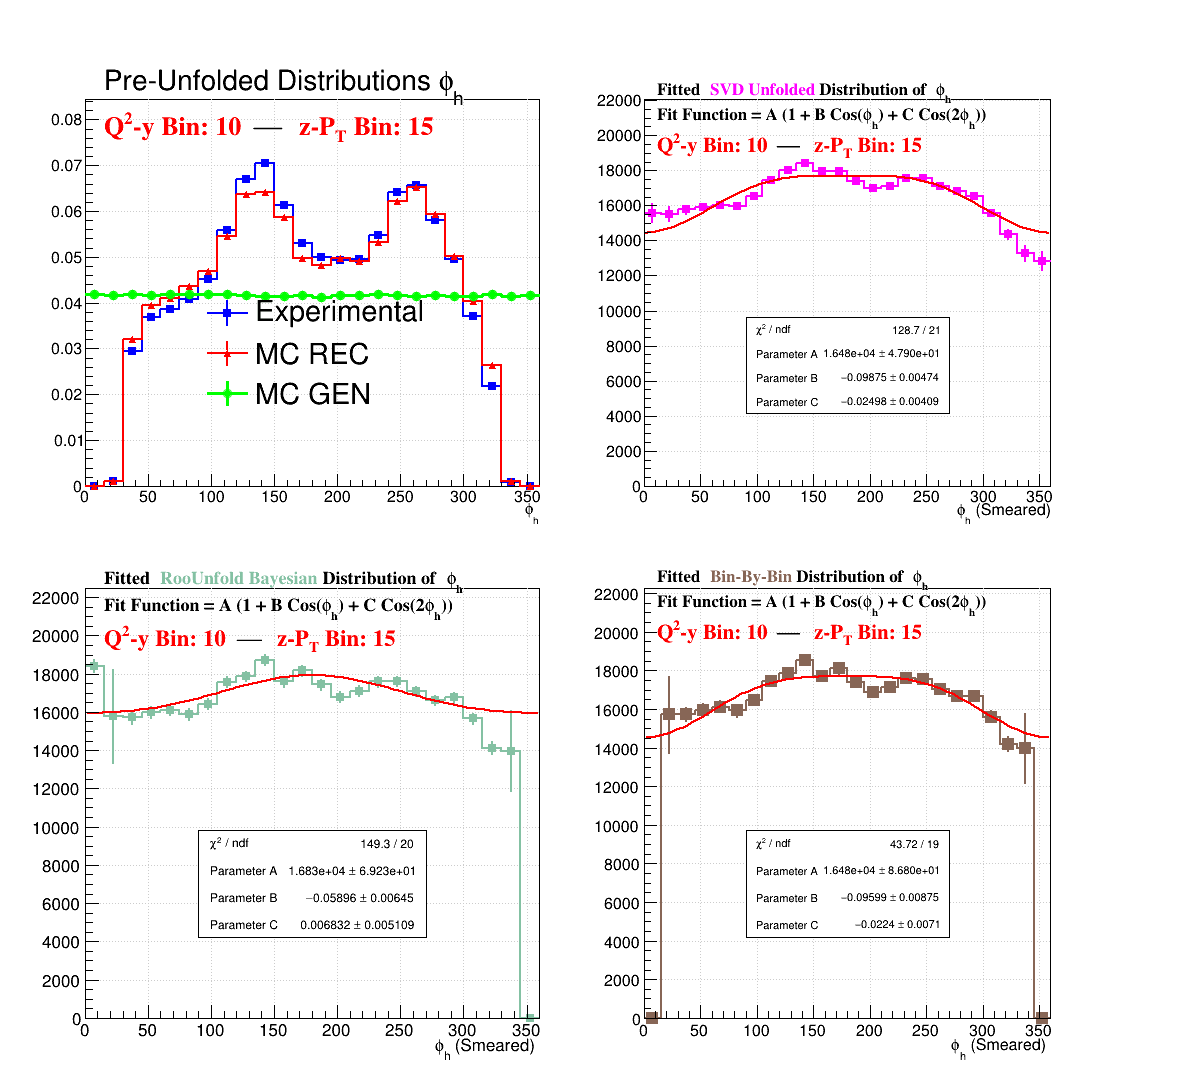 Pre-Unfolded Distributions ϕh
Q²-y Bin: 10 — z-PT Bin: 15
0.08
0.07
0.06
0.05
0.04
0.03
0.02
0.01
0
Experimental
MC REC
MC GEN
0 50 100 150 200 250 300 350
ϕh
Fitted SVD Unfolded Distribution of ϕh
Fit Function = A (1 + B Cos(ϕh) + C Cos(2ϕh))
Q²-y Bin: 10 — z-PT Bin: 15
22000
20000
18000
16000
14000
12000
10000
8000
6000
4000
2000
0
χ² / ndf 128.7 / 21
Parameter A 1.648e+04 ± 4.790e+01
Parameter B −0.09875 ± 0.00474
Parameter C −0.02498 ± 0.00409
0 50 100 150 200 250 300 350
ϕh (Smeared)
Fitted RooUnfold Bayesian Distribution of ϕh
Fit Function = A (1 + B Cos(ϕh) + C Cos(2ϕh))
Q²-y Bin: 10 — z-PT Bin: 15
22000
20000
18000
16000
14000
12000
10000
8000
6000
4000
2000
0
χ² / ndf 149.3 / 20
Parameter A 1.683e+04 ± 6.923e+01
Parameter B −0.05896 ± 0.00645
Parameter C 0.006832 ± 0.005109
0 50 100 150 200 250 300 350
ϕh (Smeared)
Fitted Bin-By-Bin Distribution of ϕh
Fit Function = A (1 + B Cos(ϕh) + C Cos(2ϕh))
Q²-y Bin: 10 — z-PT Bin: 15
22000
20000
18000
16000
14000
12000
10000
8000
6000
4000
2000
0
χ² / ndf 43.72 / 19
Parameter A 1.648e+04 ± 8.680e+01
Parameter B −0.09599 ± 0.00875
Parameter C −0.0224 ± 0.0071
0 50 100 150 200 250 300 350
ϕh (Smeared)